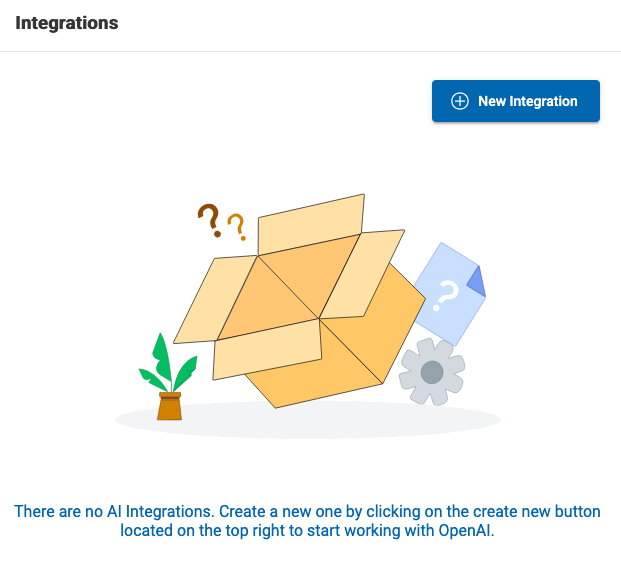 Integrations
New Integration
? ?
?
There are no AI Integrations. Create a new one by clicking on the create new button
located on the top right to start working with OpenAI.